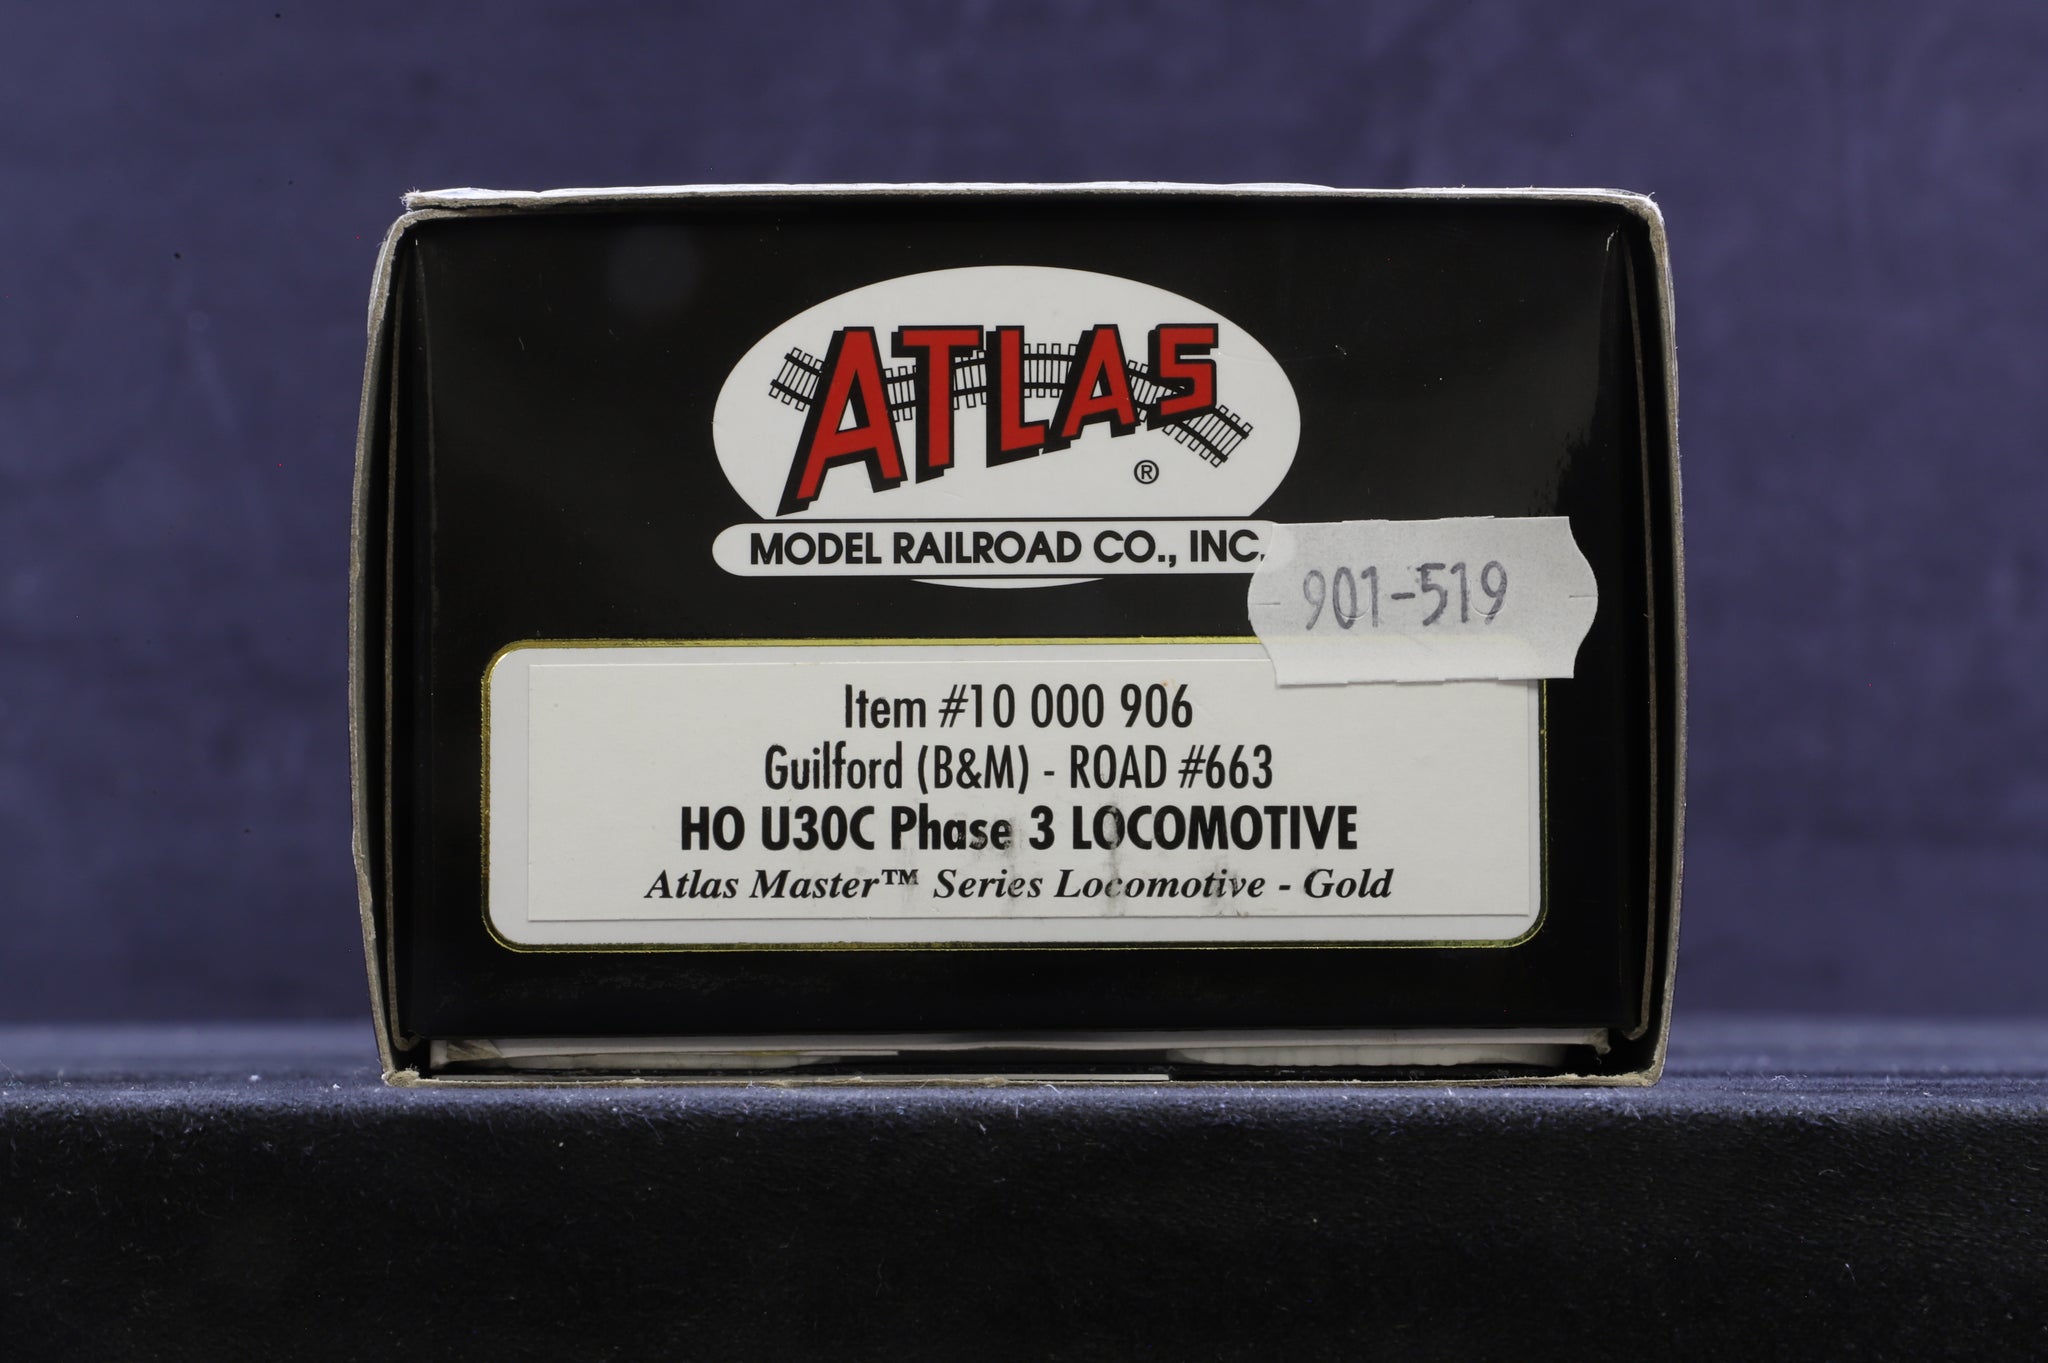 ATLAS
®
MODEL RAILROAD CO., INC.
901-519
Item #10 000 906
Guilford (B&M) - ROAD #663
HO U30C Phase 3 LOCOMOTIVE
Atlas Master™ Series Locomotive - Gold